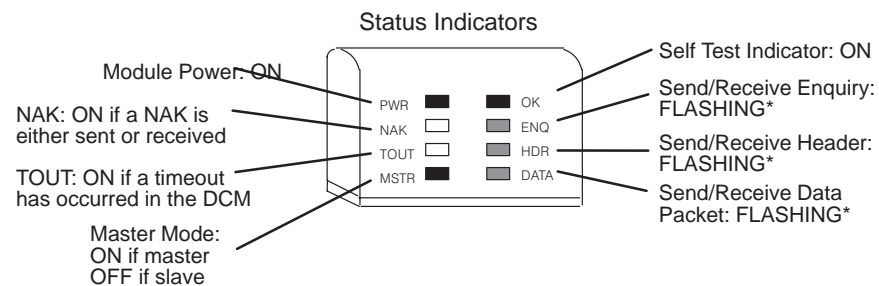 Status Indicators
Module Power: ON
NAK: ON if a NAK is
either sent or received
TOUT: ON if a timeout
has occurred in the DCM
Master Mode:
ON if master
OFF if slave
PWR
NAK
TOUT
MSTR
OK
ENQ
HDR
DATA
Self Test Indicator: ON
Send/Receive Enquiry:
FLASHING*
Send/Receive Header:
FLASHING*
Send/Receive Data
Packet: FLASHING*